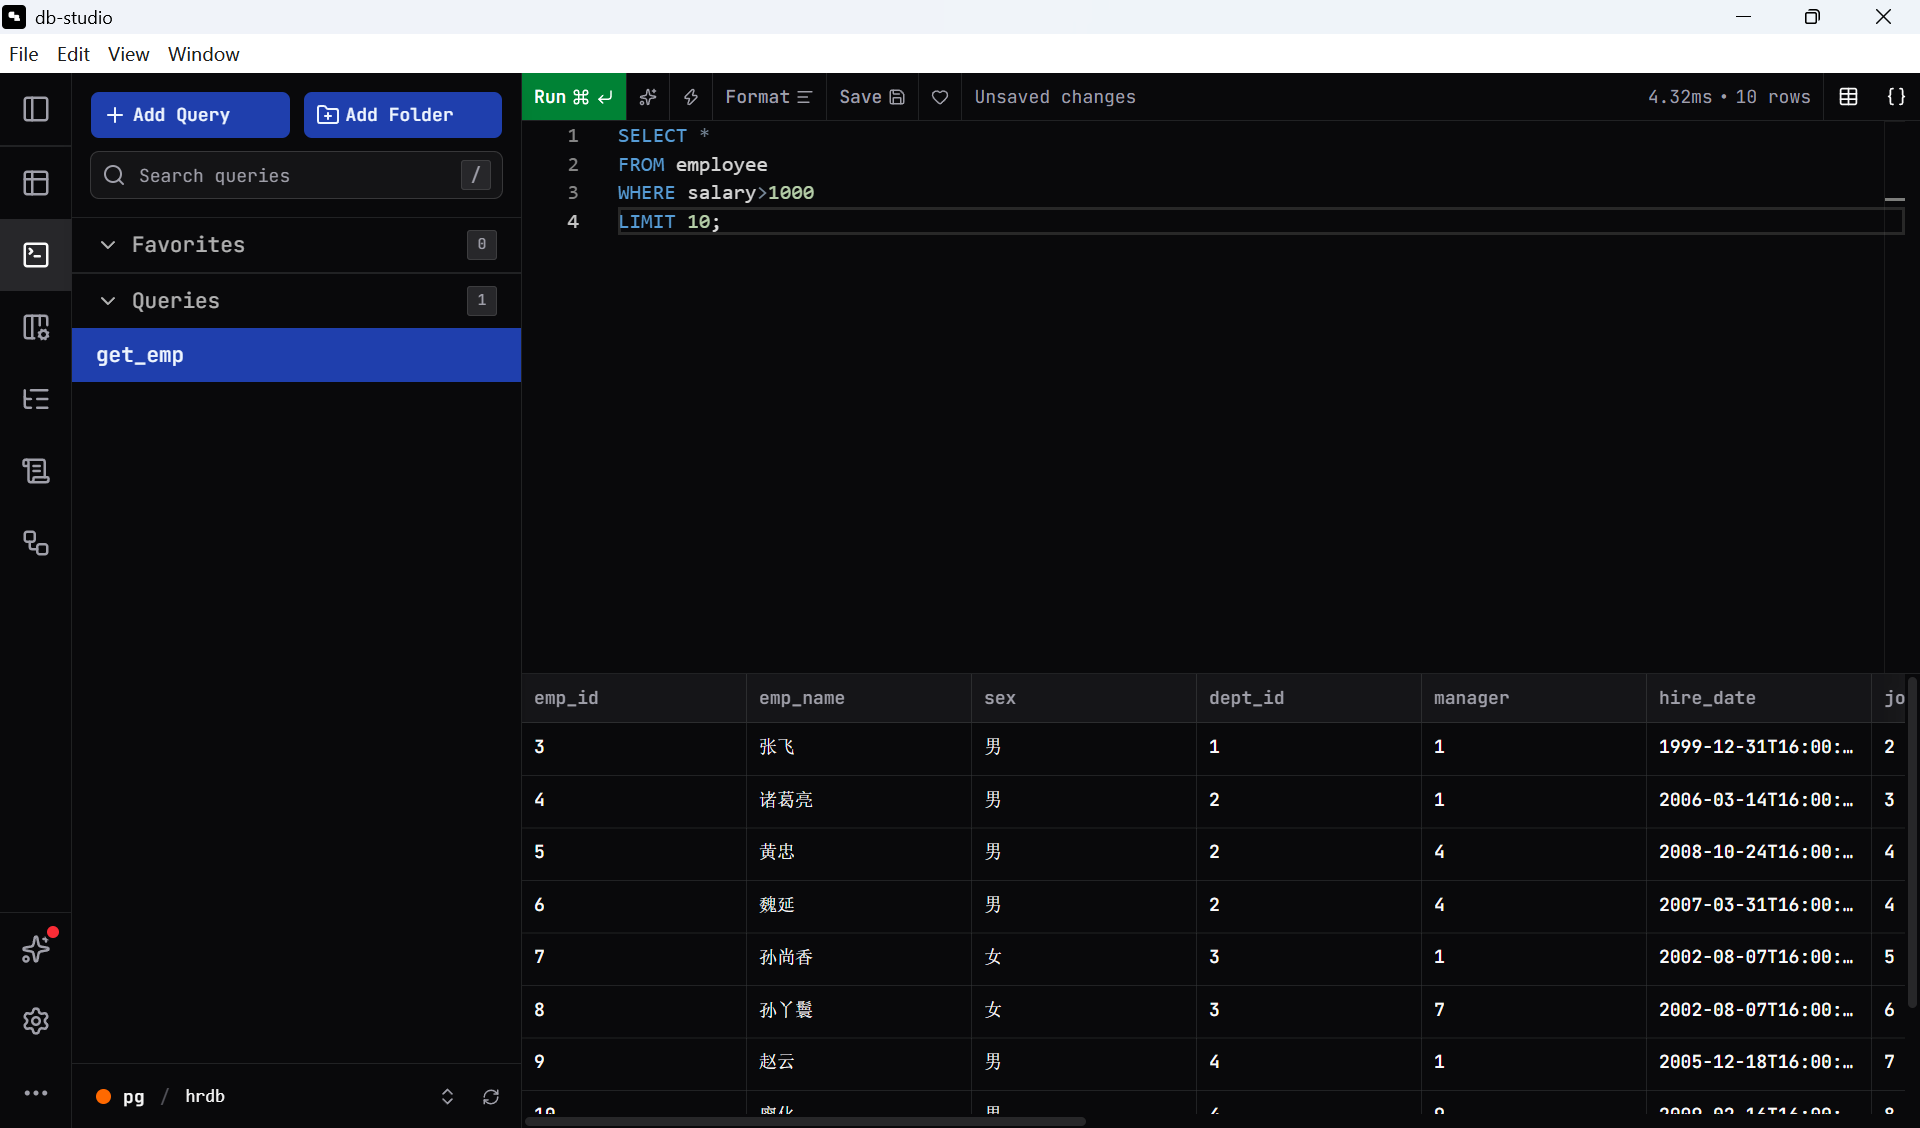 db-studio
File Edit View Window
+ Add Query Add Folder
Search queries /
Favorites 0
Queries 1
get_emp
pg / hrdb
Run ⌘ ↵ Format Save Unsaved changes 4.32ms • 10 rows {}
1 SELECT *
2 FROM employee
3 WHERE salary>1000
4 LIMIT 10;
emp_id emp_name sex dept_id manager hire_date jo
3 张飞 男 1 1 1999-12-31T16:00:… 2
4 诸葛亮 男 2 1 2006-03-14T16:00:… 3
5 黄忠 男 2 4 2008-10-24T16:00:… 4
6 魏延 男 2 4 2007-03-31T16:00:… 4
7 孙尚香 女 3 1 2002-08-07T16:00:… 5
8 孙丫鬟 女 3 7 2002-08-07T16:00:… 6
9 赵云 男 4 1 2005-12-18T16:00:… 7
10 男